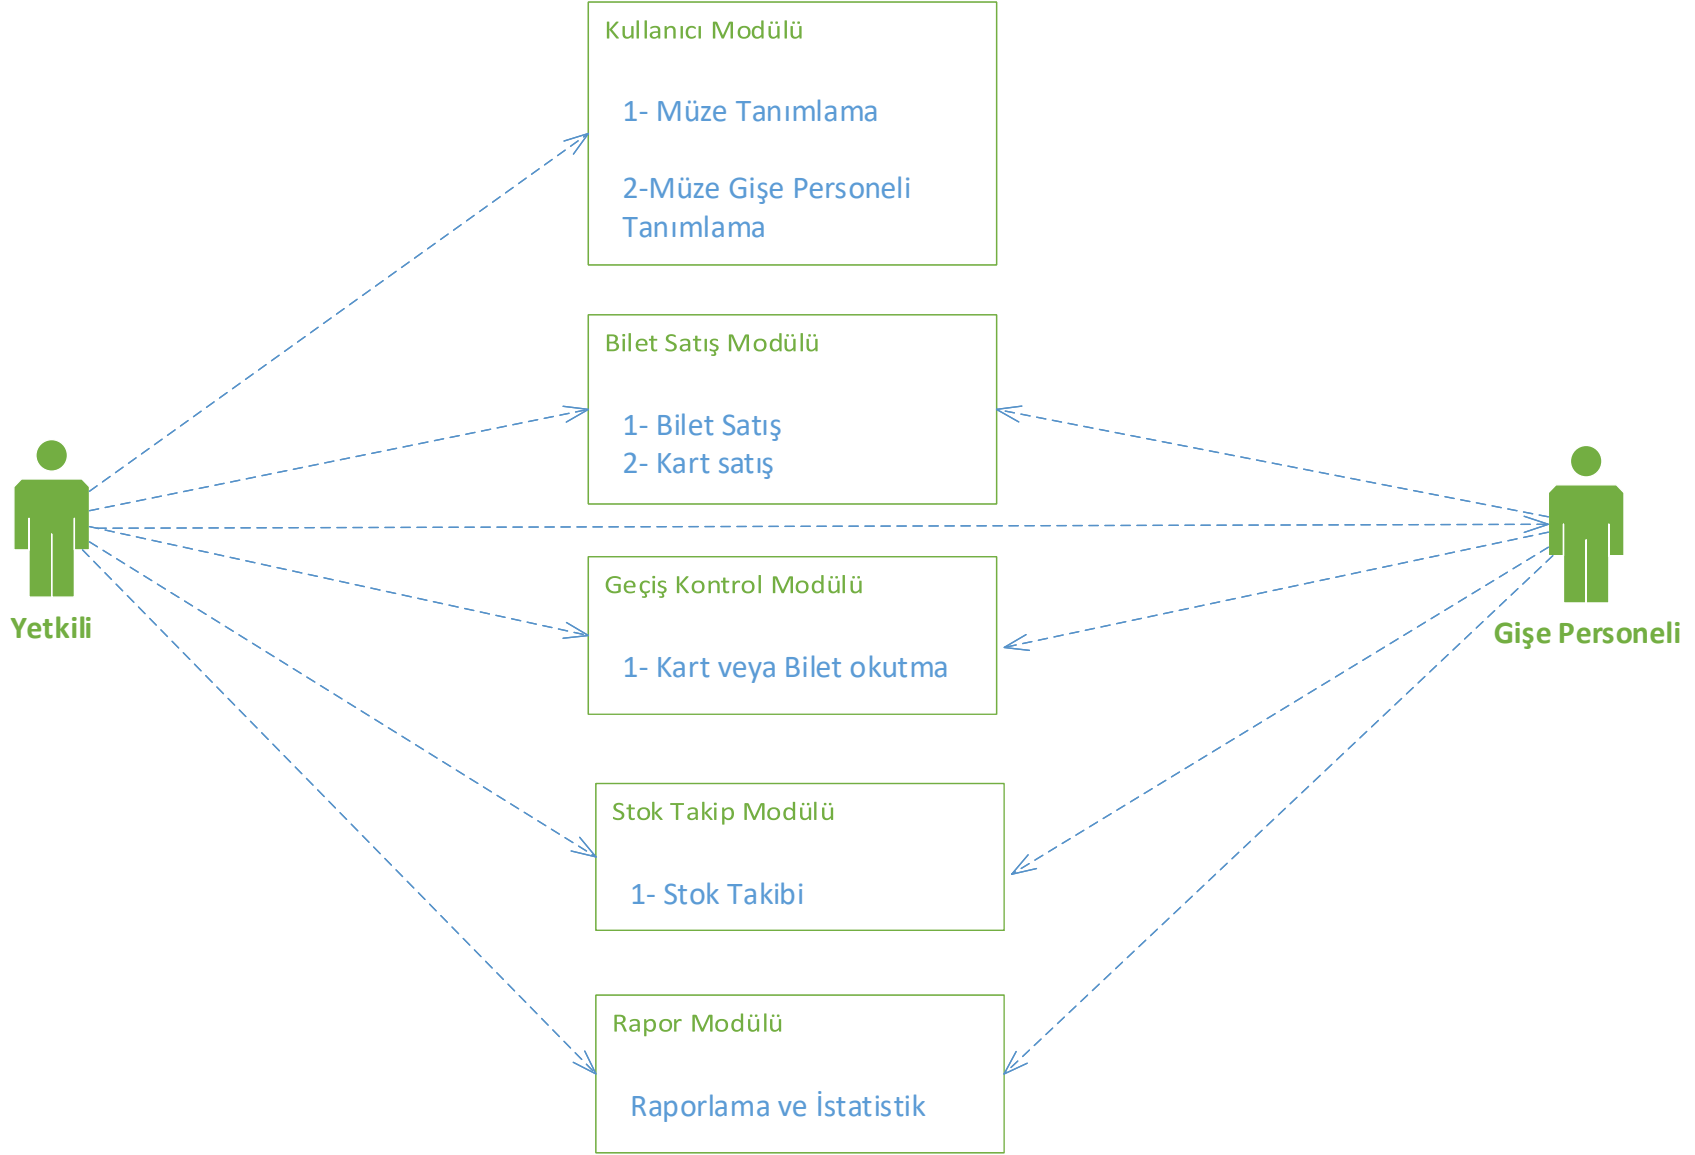 Kullanıcı Modülü
1- Müze Tanımlama
2-Müze Gişe Personeli
Tanımlama
Bilet Satış Modülü
1- Bilet Satış
2- Kart satış
Yetkili
Gişe Personeli
Geçiş Kontrol Modülü
1- Kart veya Bilet okutma
Stok Takip Modülü
1- Stok Takibi
Rapor Modülü
Raporlama ve İstatistik